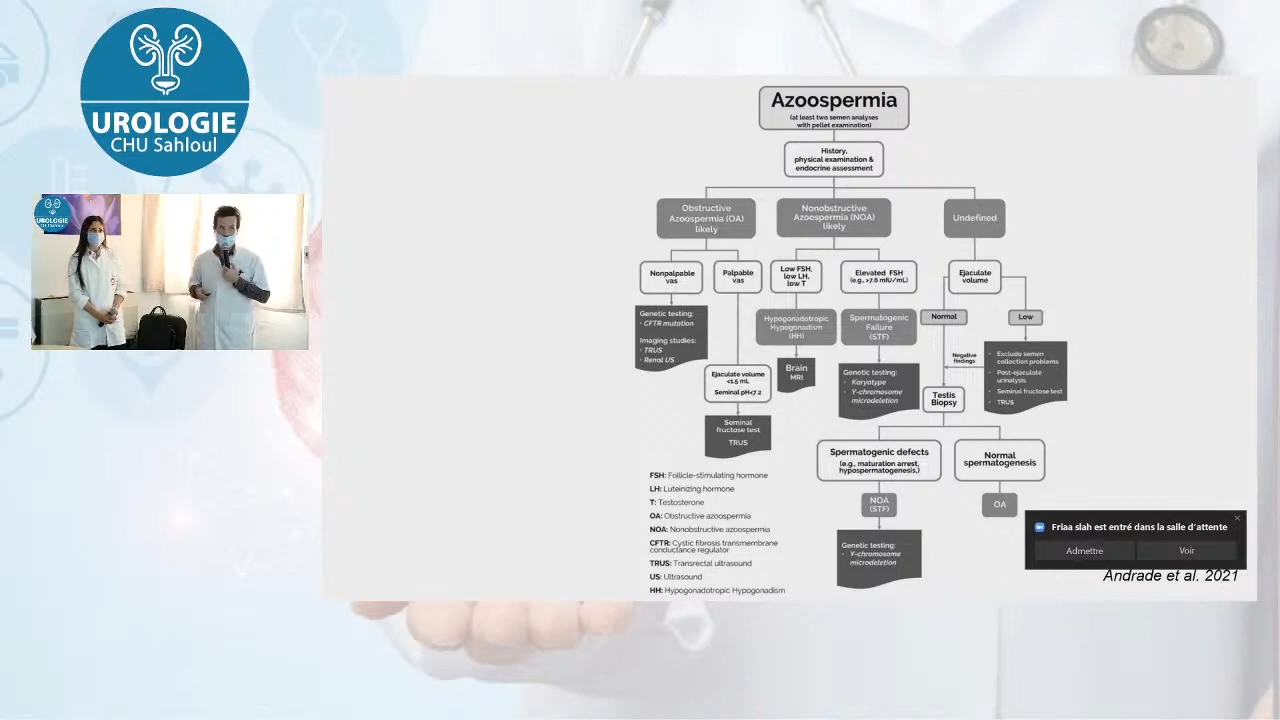 UROLOGIE
CHU Sahloul
UROLOGIE
CHU Sahloul
Azoospermia
(at least two semen analyses
with pellet examination)
History,
physical examination &
endocrine assessment
Obstructive
Azoospermia (OA)
likely
Nonobstructive
Azoospermia (NOA)
likely
Undefined
Nonpalpable
vas
Palpable
vas
Low FSH,
low LH,
low T
Elevated FSH
(e.g., >7.6 mIU/mL)
Ejaculate
volume
Genetic testing:
· CFTR mutation
Imaging studies:
· TRUS
· Renal US
Hypogonadotropic
Hypogonadism
(HH)
Spermatogenic
Failure
(STF)
Normal
Low
Negative
findings
• Exclude semen
collection problems
• Post-ejaculate
urinalysis
• Seminal fructose test
• TRUS
Ejaculate volume
<1.5 mL
Seminal pH<7.2
Brain
MRI
Genetic testing:
• Karyotype
• Y-chromosome
microdeletion
Testis
Biopsy
Seminal
fructose test
TRUS
Spermatogenic defects
(e.g., maturation arrest,
hypospermatogenesis,)
Normal
spermatogenesis
NOA
(STF)
OA
Genetic testing:
• Y-chromosome
microdeletion
FSH: Follicle-stimulating hormone
LH: Luteinizing hormone
T: Testosterone
OA: Obstructive azoospermia
NOA: Nonobstructive azoospermia
CFTR: Cystic fibrosis transmembrane
conductance regulator
TRUS: Transrectal ultrasound
US: Ultrasound
HH: Hypogonadotropic Hypogonadism
Friaa slah est entré dans la salle d'attente
Admettre
Voir
Andrade et al. 2021